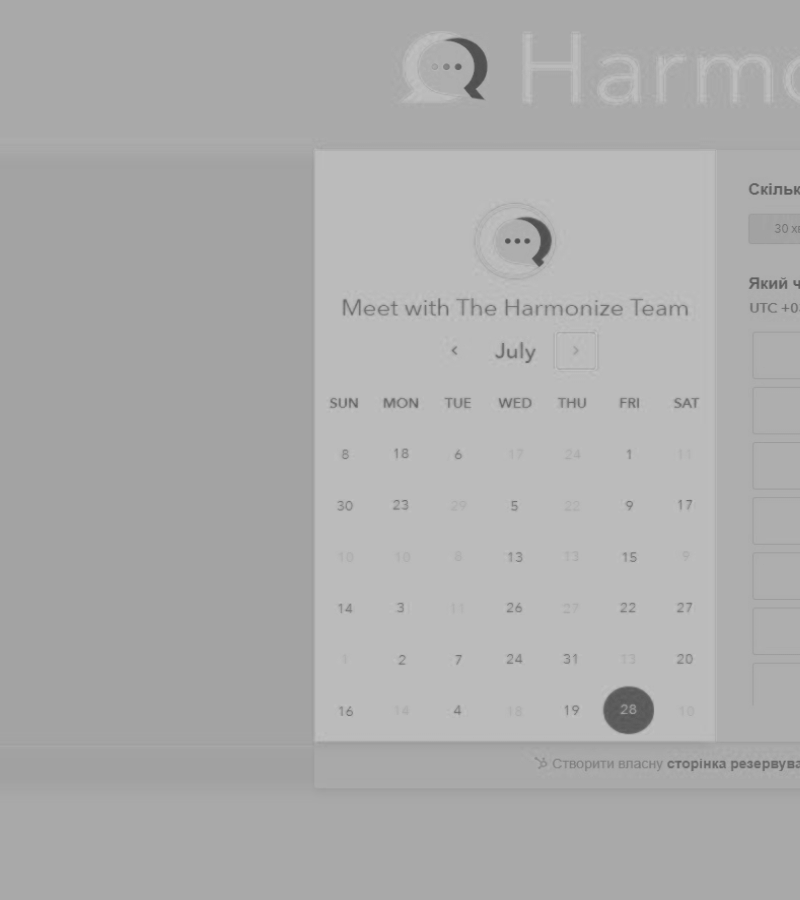 Harmo
Meet with The Harmonize Team
July
SUN MON TUE WED THU FRI SAT
8 18 6 17 24 1 11
30 23 29 5 22 9 17
10 10 8 13 13 15 9
14 3 11 26 27 22 27
2 7 24 31 13 20
16 14 4 18 19 28 10
Скільк
30 хв
Який ч
UTC +0
Створити власну сторінка резервува